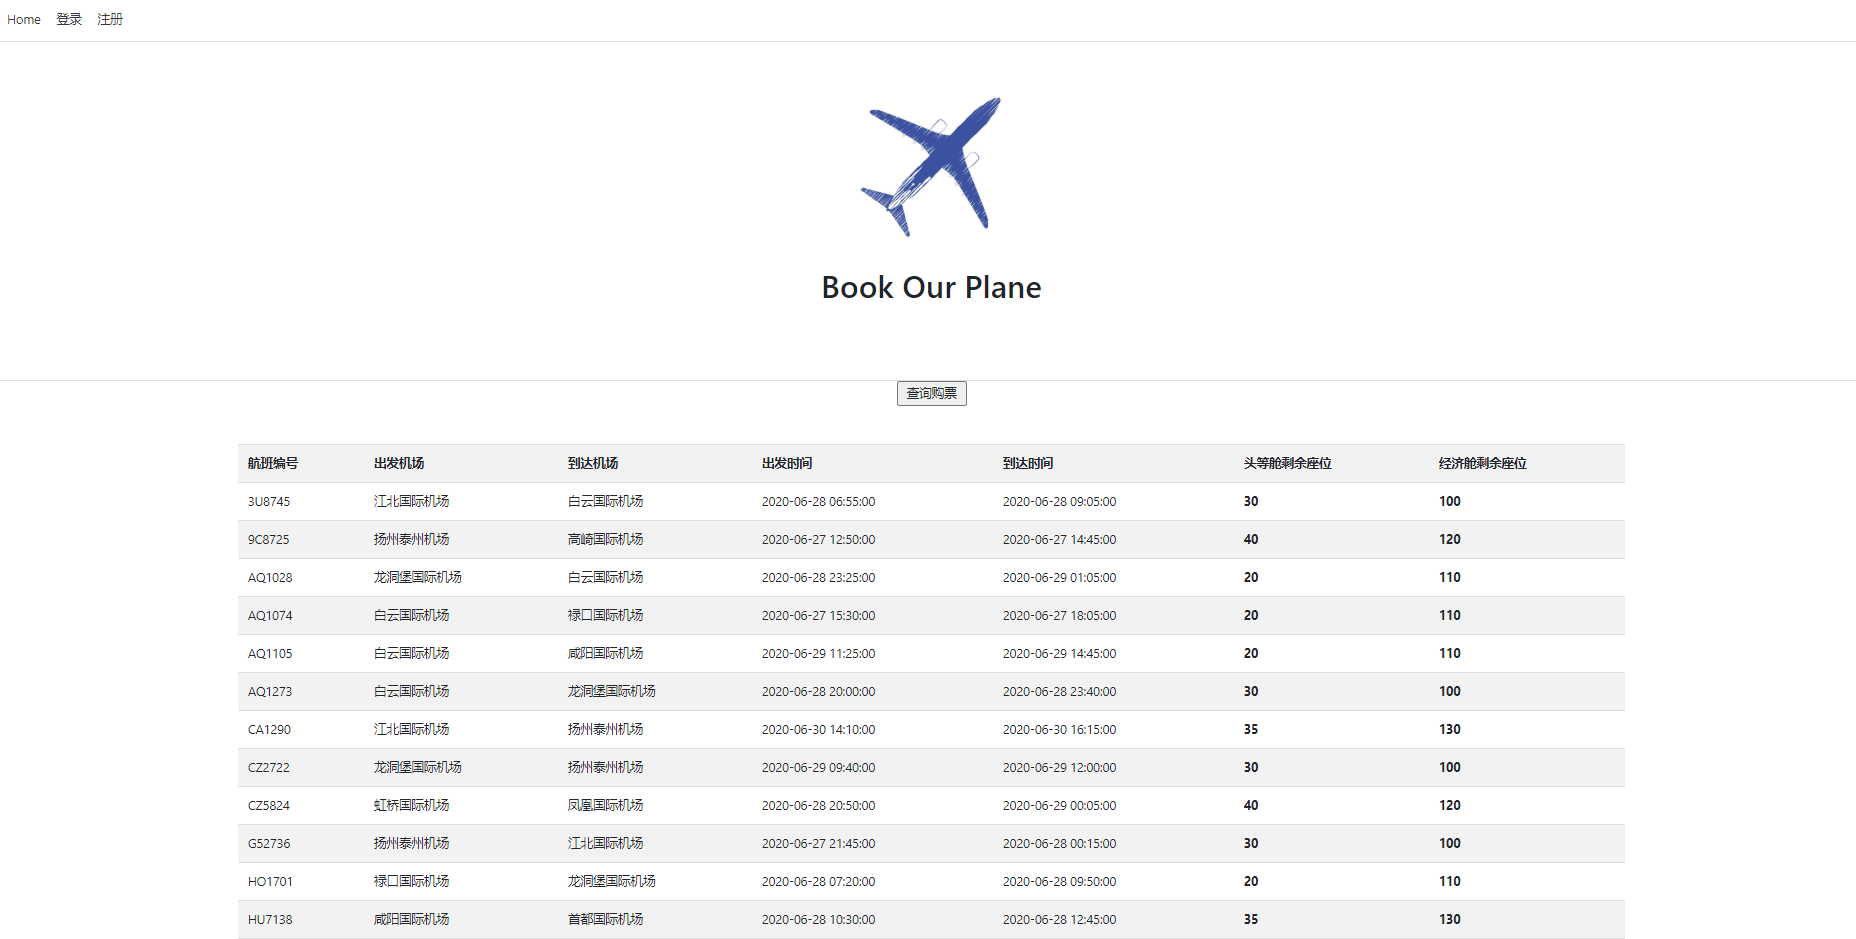 Home 登录 注册
Book Our Plane
查询购票
航班编号 出发机场 到达机场 出发时间 到达时间 头等舱剩余座位 经济舱剩余座位
3U8745 江北国际机场 白云国际机场 2020-06-28 06:55:00 2020-06-28 09:05:00 30 100
9C8725 扬州泰州机场 高崎国际机场 2020-06-27 12:50:00 2020-06-27 14:45:00 40 120
AQ1028 龙洞堡国际机场 白云国际机场 2020-06-28 23:25:00 2020-06-29 01:05:00 20 110
AQ1074 白云国际机场 禄口国际机场 2020-06-27 15:30:00 2020-06-27 18:05:00 20 110
AQ1105 白云国际机场 咸阳国际机场 2020-06-29 11:25:00 2020-06-29 14:45:00 20 110
AQ1273 白云国际机场 龙洞堡国际机场 2020-06-28 20:00:00 2020-06-28 23:40:00 30 100
CA1290 江北国际机场 扬州泰州机场 2020-06-30 14:10:00 2020-06-30 16:15:00 35 130
CZ2722 龙洞堡国际机场 扬州泰州机场 2020-06-29 09:40:00 2020-06-29 12:00:00 30 100
CZ5824 虹桥国际机场 凤凰国际机场 2020-06-28 20:50:00 2020-06-29 00:05:00 40 120
G52736 扬州泰州机场 江北国际机场 2020-06-27 21:45:00 2020-06-28 00:15:00 30 100
HO1701 禄口国际机场 龙洞堡国际机场 2020-06-28 07:20:00 2020-06-28 09:50:00 20 110
HU7138 咸阳国际机场 首都国际机场 2020-06-28 10:30:00 2020-06-28 12:45:00 35 130